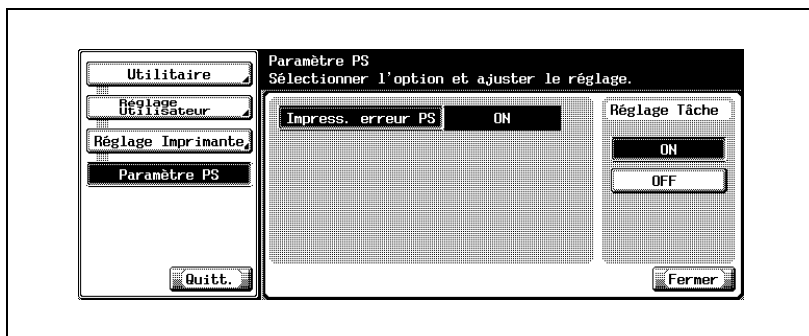 Utilitaire
Réglage
Utilisateur
Réglage Imprimante
Paramètre PS
Quitt.
Paramètre PS
Sélectionner l'option et ajuster le réglage.
Impress. erreur PS ON
Réglage Tâche
ON
OFF
Fermer